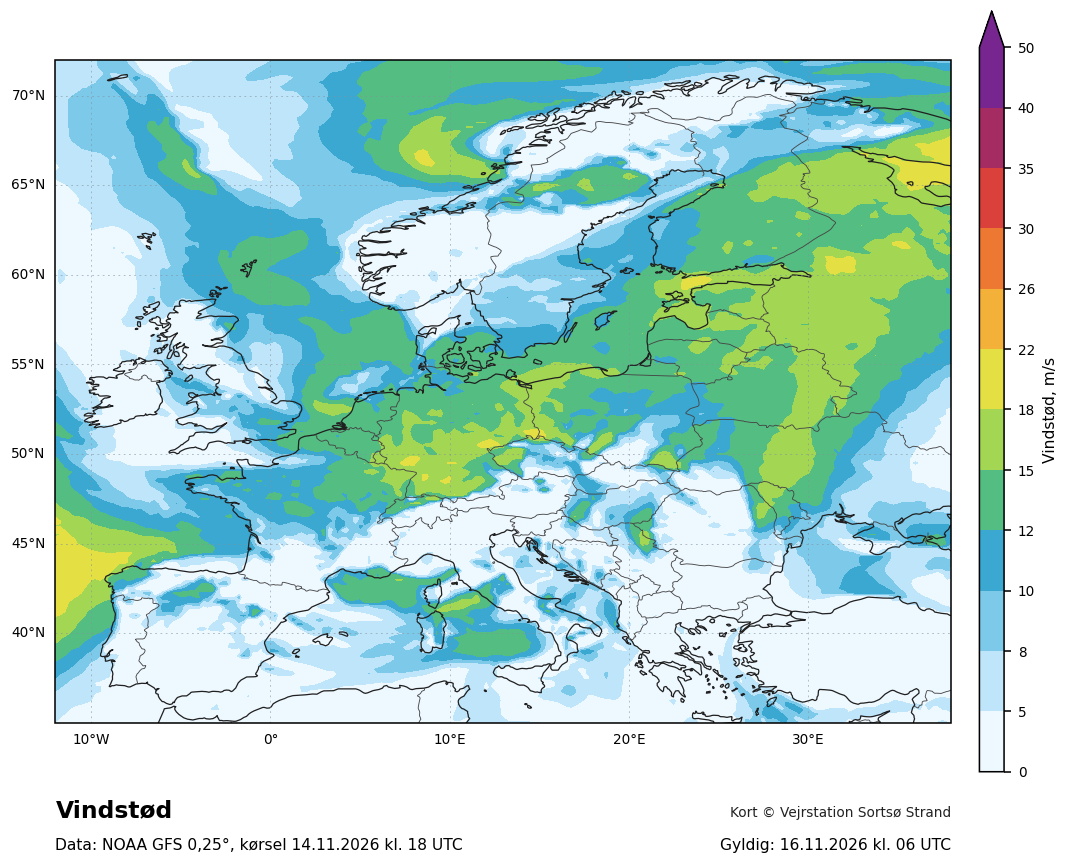 70°N
65°N
60°N
55°N
50°N
45°N
40°N
10°W
0°
10°E
20°E
30°E
50
40
35
30
26
22
18
15
12
10
8
5
0
Vindstød, m/s
Vindstød
Kort © Vejrstation Sortsø Strand
Data: NOAA GFS 0,25°, kørsel 14.11.2026 kl. 18 UTC
Gyldig: 16.11.2026 kl. 06 UTC